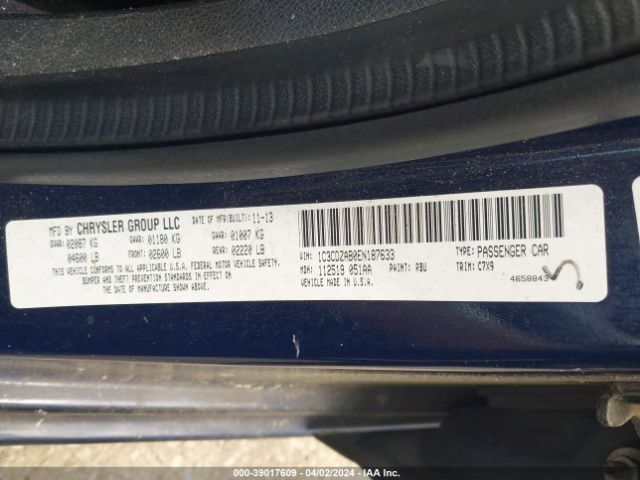 MFD BY CHRYSLER GROUP LLC DATE OF MFR(BUILT): 11-13
GVWR: 02087 KG GAWR: 01180 KG GAWR: 01007 KG
04600 LB FRONT: 02600 LB REAR: 02220 LB
THIS VEHICLE CONFORMS TO ALL APPLICABLE U.S.A. FEDERAL MOTOR VEHICLE SAFETY,
BUMPER AND THEFT PREVENTION STANDARDS IN EFFECT ON
THE DATE OF MANUFACTURE SHOWN ABOVE.
VIN: 1C3CDZAB0EN187633 TYPE: PASSENGER CAR
MDH: 112519 051AA PAINT: PBU TRIM: C7X9
VEHICLE MADE IN U.S.A. 4658843
000-39017609 - 04/02/2024 - IAA Inc.